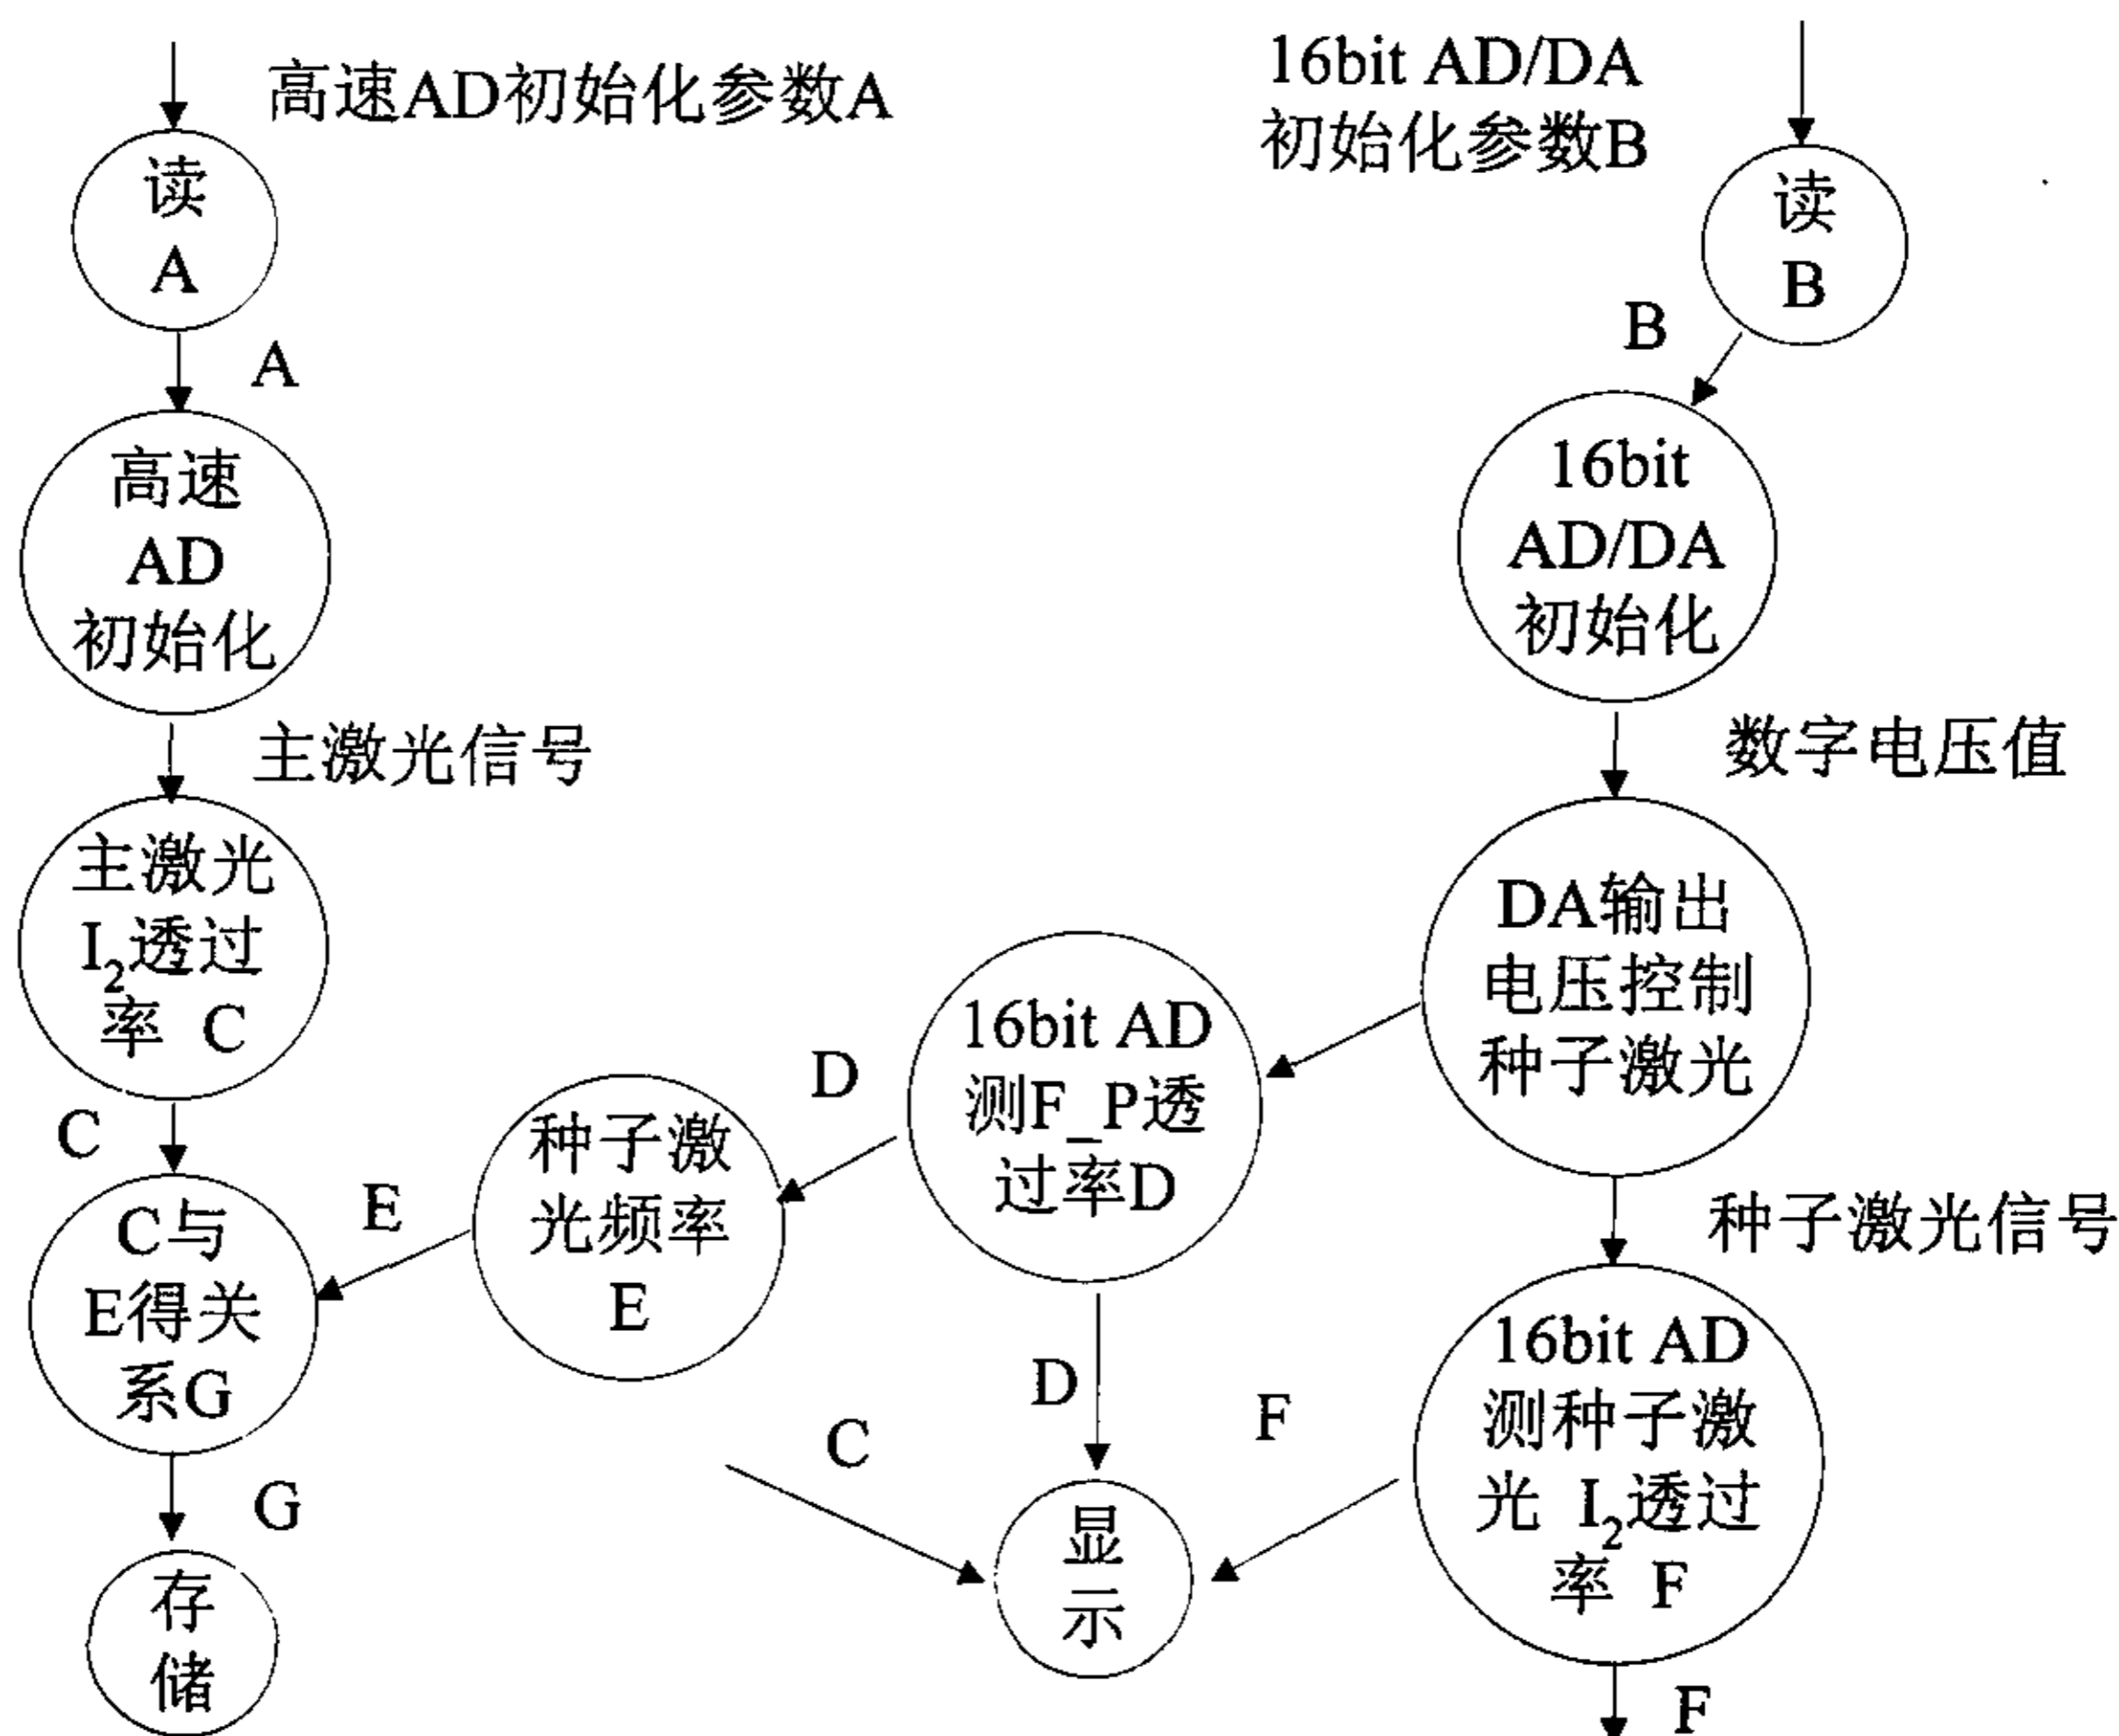 高速AD初始化参数A
读
A
A
高速
AD
初始化
主激光信号
主激光
I₂透过
率 C
C
C与
E得关
系G
G
存
储
E
种子激
光频率
E
D
16bit AD
测F_P透
过率D
D
C
F
显
示
16bit AD/DA
初始化参数B
读
B
B
16bit
AD/DA
初始化
数字电压值
DA输出
电压控制
种子激光
种子激光信号
16bit AD
测种子激
光 I₂透过
率 F
F